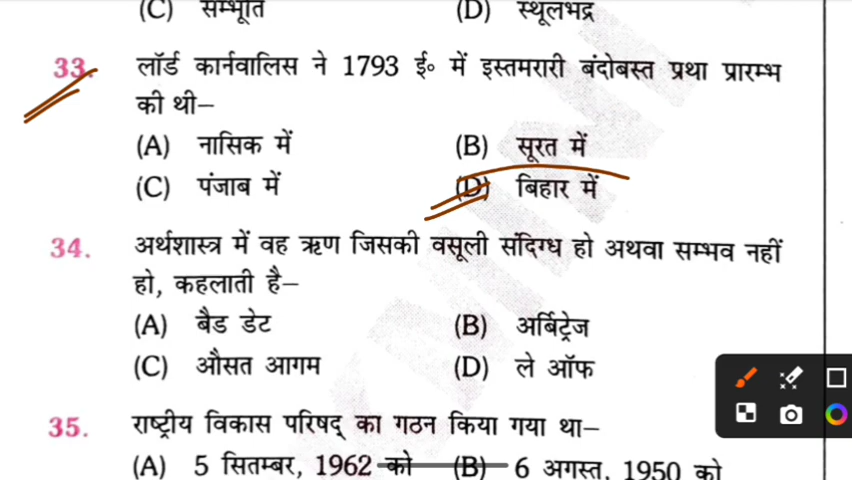 (C) सम्भूति (D) स्थूलभद्र
33. लॉर्ड कार्नवालिस ने 1793 ई॰ में इस्तमरारी बंदोबस्त प्रथा प्रारम्भ
की थी–
(A) नासिक में (B) सूरत में
(C) पंजाब में (D) बिहार में
34. अर्थशास्त्र में वह ऋण जिसकी वसूली संदिग्ध हो अथवा सम्भव नहीं
हो, कहलाती है–
(A) बैड डेट (B) अर्बिट्रेज
(C) औसत आगम (D) ले ऑफ
35. राष्ट्रीय विकास परिषद् का गठन किया गया था–
(A) 5 सितम्बर, 1962 को (B) 6 अगस्त, 1950 को